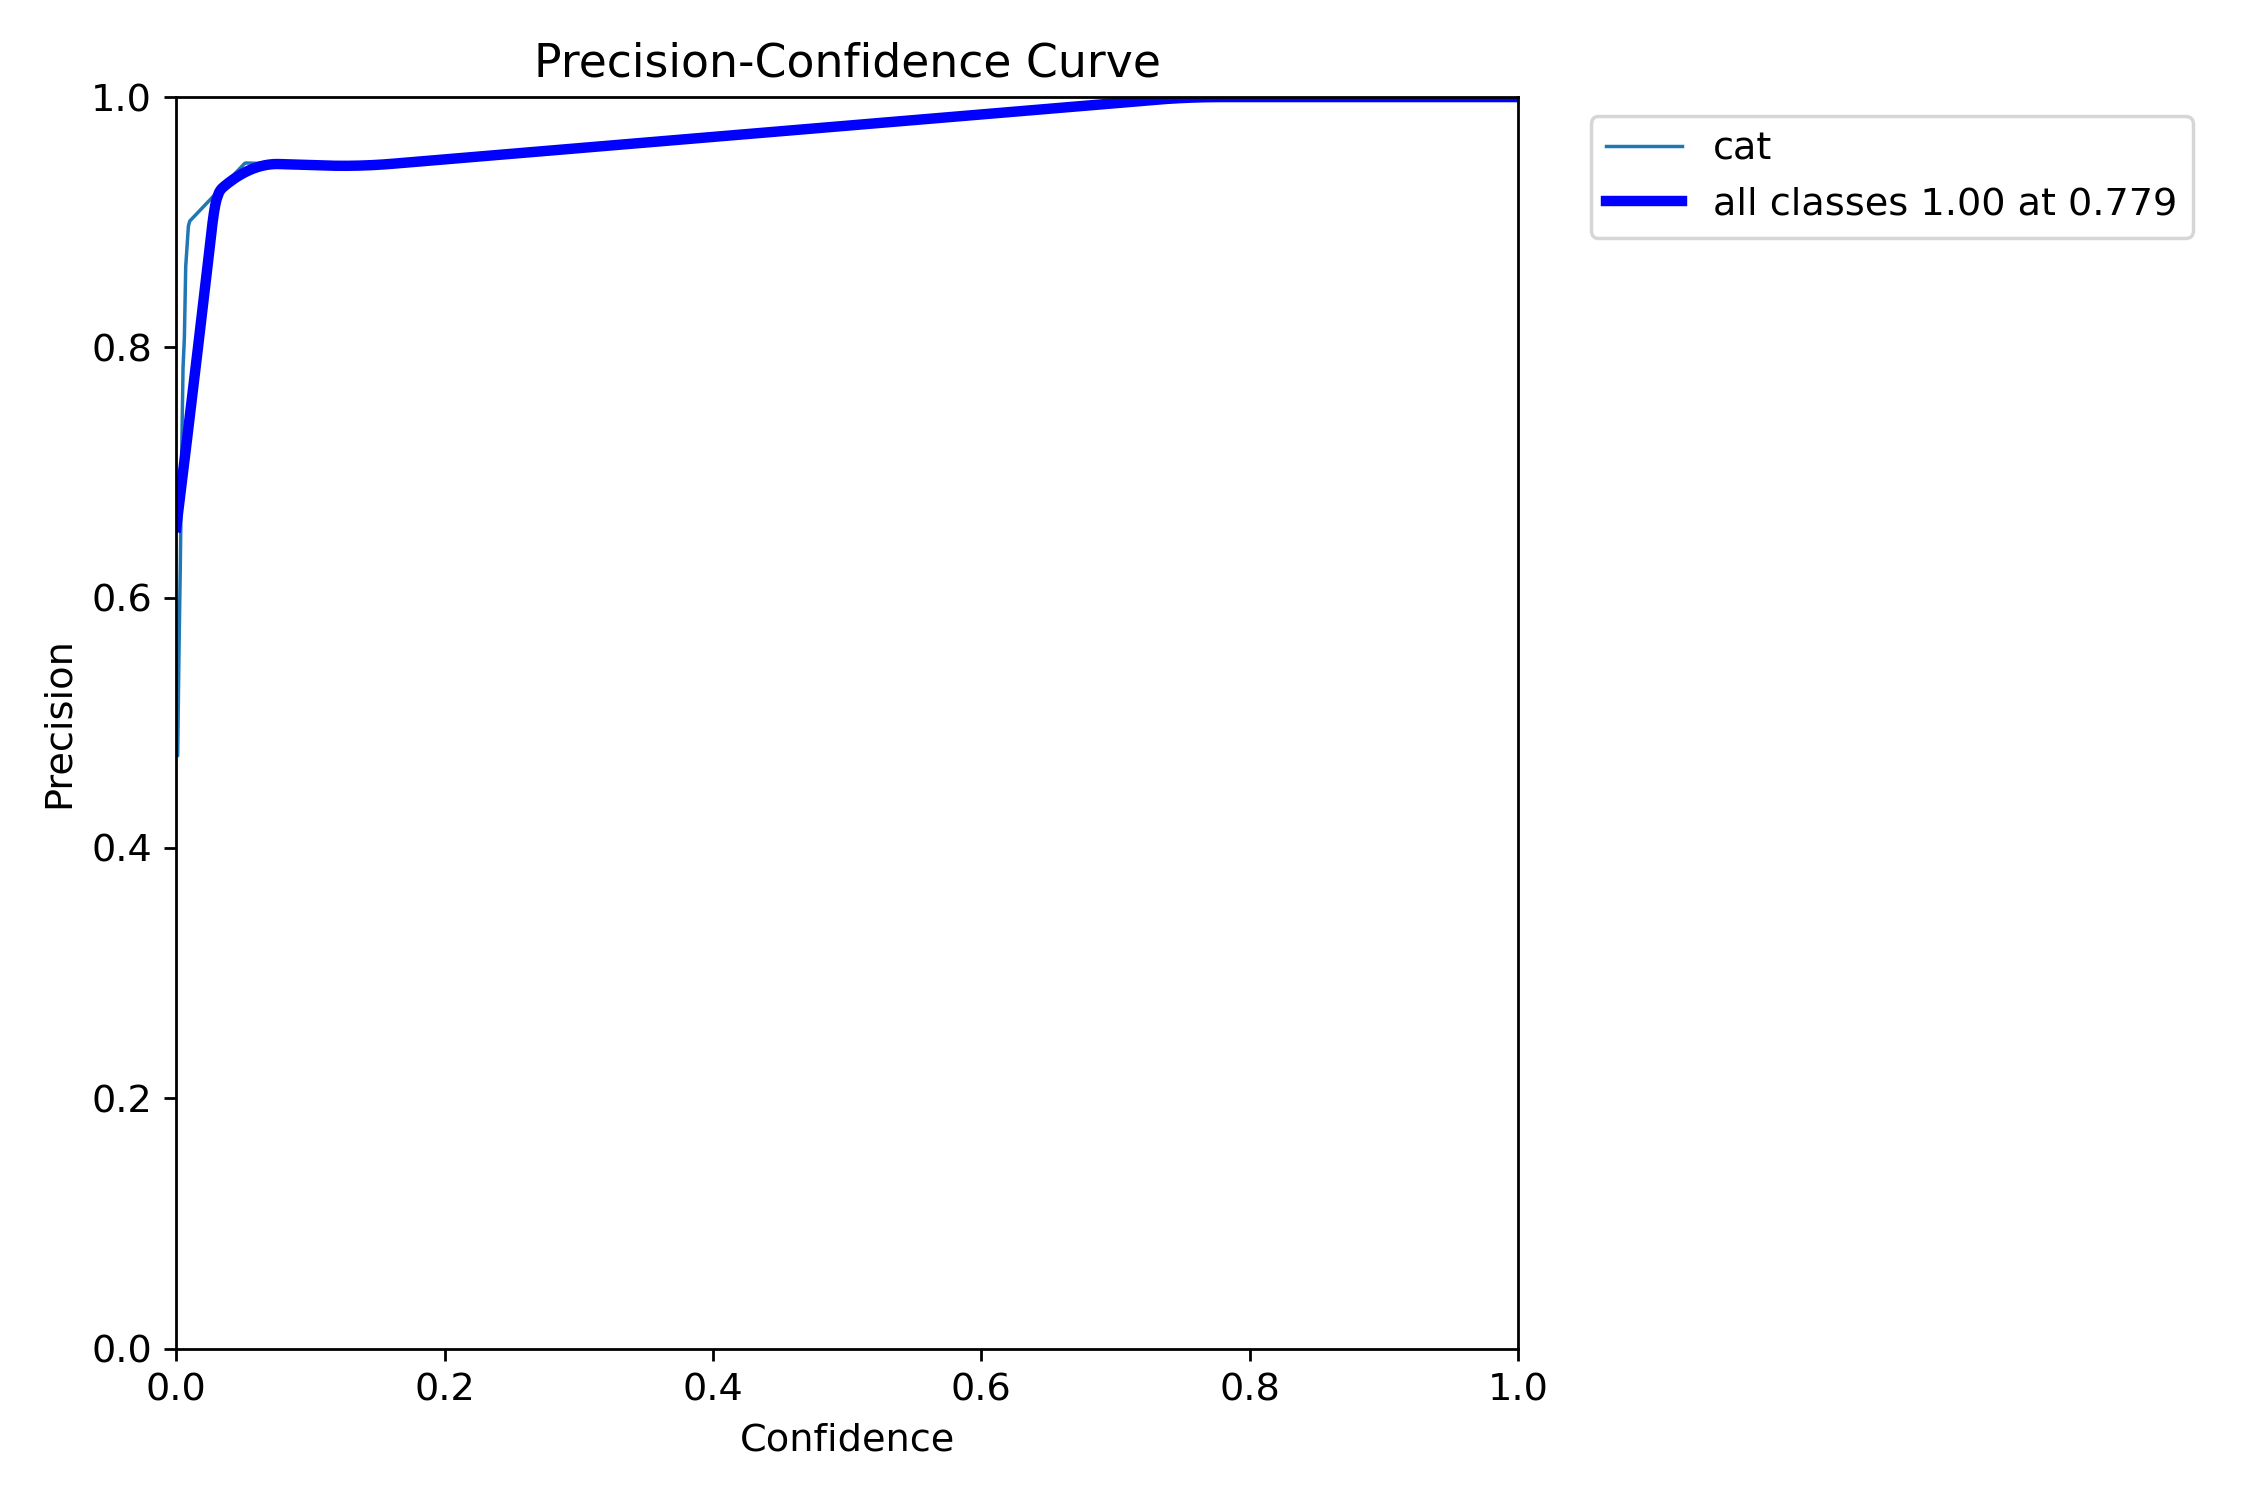 Precision-Confidence Curve
1.0
0.8
0.6
0.4
0.2
0.0
Precision
0.0 0.2 0.4 0.6 0.8 1.0
Confidence
cat
all classes 1.00 at 0.779